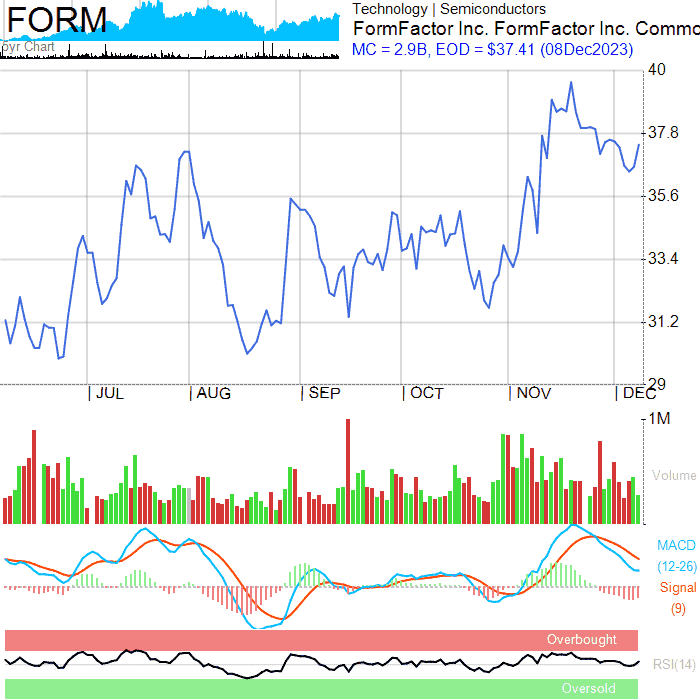 FORM
Technology | Semiconductors
FormFactor Inc. FormFactor Inc. Commo
MC = 2.9B, EOD = $37.41 (08Dec2023)
Chart
40
37.8
35.6
33.4
31.2
29
JUL AUG SEP OCT NOV DEC
1M
Volume
MACD
(12-26)
Signal
(9)
Overbought
RSI(14)
Oversold